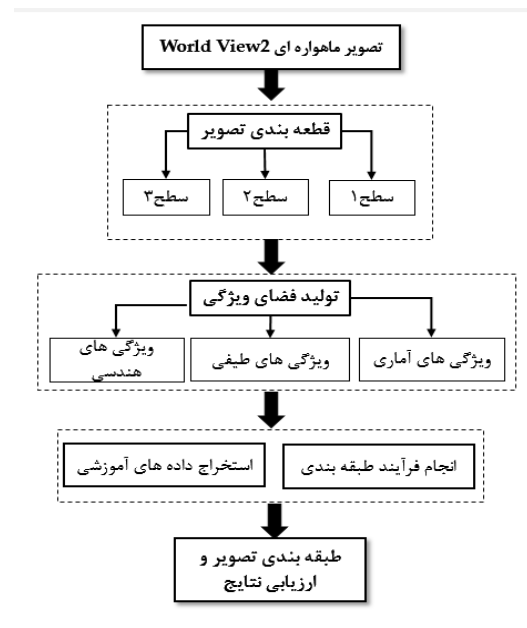 تصویر ماهواره ای World View2
قطعه بندی تصویر
سطح۱
سطح۲
سطح۳
تولید فضای ویژگی
ویژگی های آماری
ویژگی های طیفی
ویژگی های
هندسی
انجام فرآیند طبقه بندی
استخراج داده های آموزشی
طبقه بندی تصویر و
ارزیابی نتایج